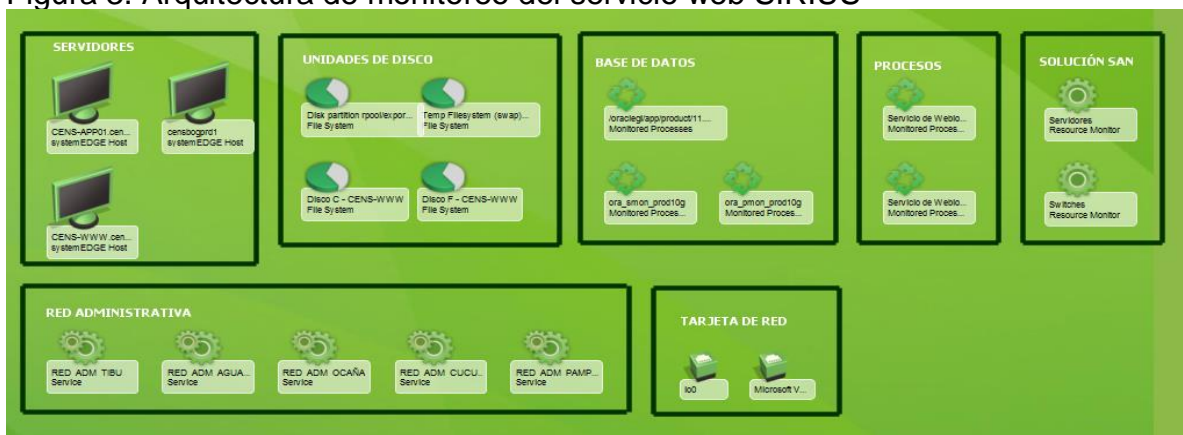 Figura 8. Arquitectura de monitoreo del servicio web SIRIUS
SERVIDORES
CENS-APP01.cen...
systemEDGE Host
censbogprd1
systemEDGE Host
CENS-WWW.cen...
systemEDGE Host
UNIDADES DE DISCO
Disk partition rpool/expor...
File System
Temp Filesystem (swap)...
File System
Disco C - CENS-WWW
File System
Disco F - CENS-WWW
File System
BASE DE DATOS
/oraclegl/app/product/11....
Monitored Processes
ora_smon_prod10g
Monitored Proces...
ora_pmon_prod10g
Monitored Proces...
PROCESOS
Servicio de Weblo...
Monitored Proces...
Servicio de Weblo...
Monitored Proces...
SOLUCIÓN SAN
Servidores
Resource Monitor
Switches
Resource Monitor
RED ADMINISTRATIVA
RED ADM TIBU
Service
RED ADM AGUA...
Service
RED ADM OCAÑA
Service
RED ADM CUCU...
Service
RED ADM PAMP...
Service
TARJETA DE RED
lo0
Microsoft V...